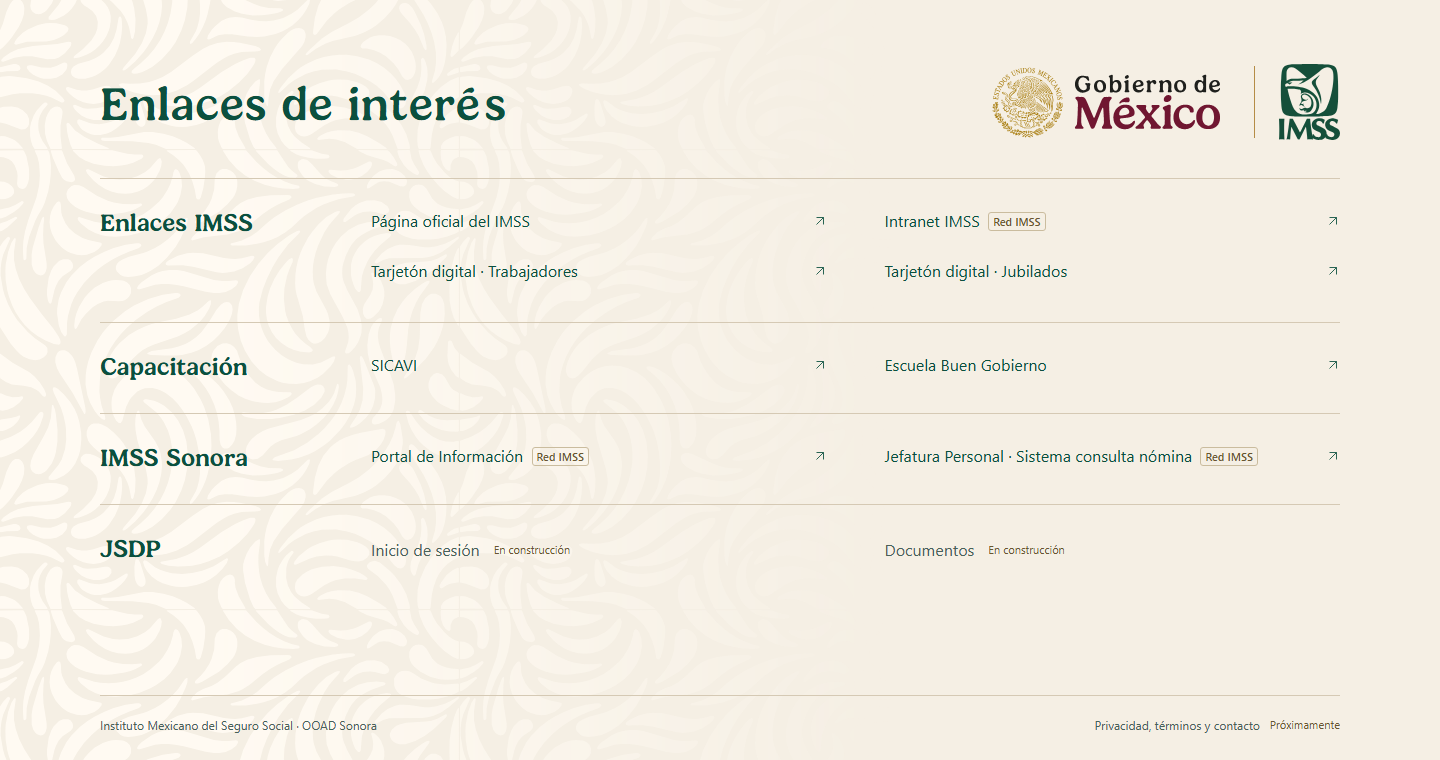 Enlaces de interés
ESTADOS UNIDOS MEXICANOS
Gobierno de
México
IMSS
Enlaces IMSS
Página oficial del IMSS
Intranet IMSS Red IMSS
Tarjetón digital · Trabajadores
Tarjetón digital · Jubilados
Capacitación
SICAVI
Escuela Buen Gobierno
IMSS Sonora
Portal de Información Red IMSS
Jefatura Personal · Sistema consulta nómina Red IMSS
JSDP
Inicio de sesión En construcción
Documentos En construcción
Instituto Mexicano del Seguro Social · OOAD Sonora
Privacidad, términos y contacto Próximamente